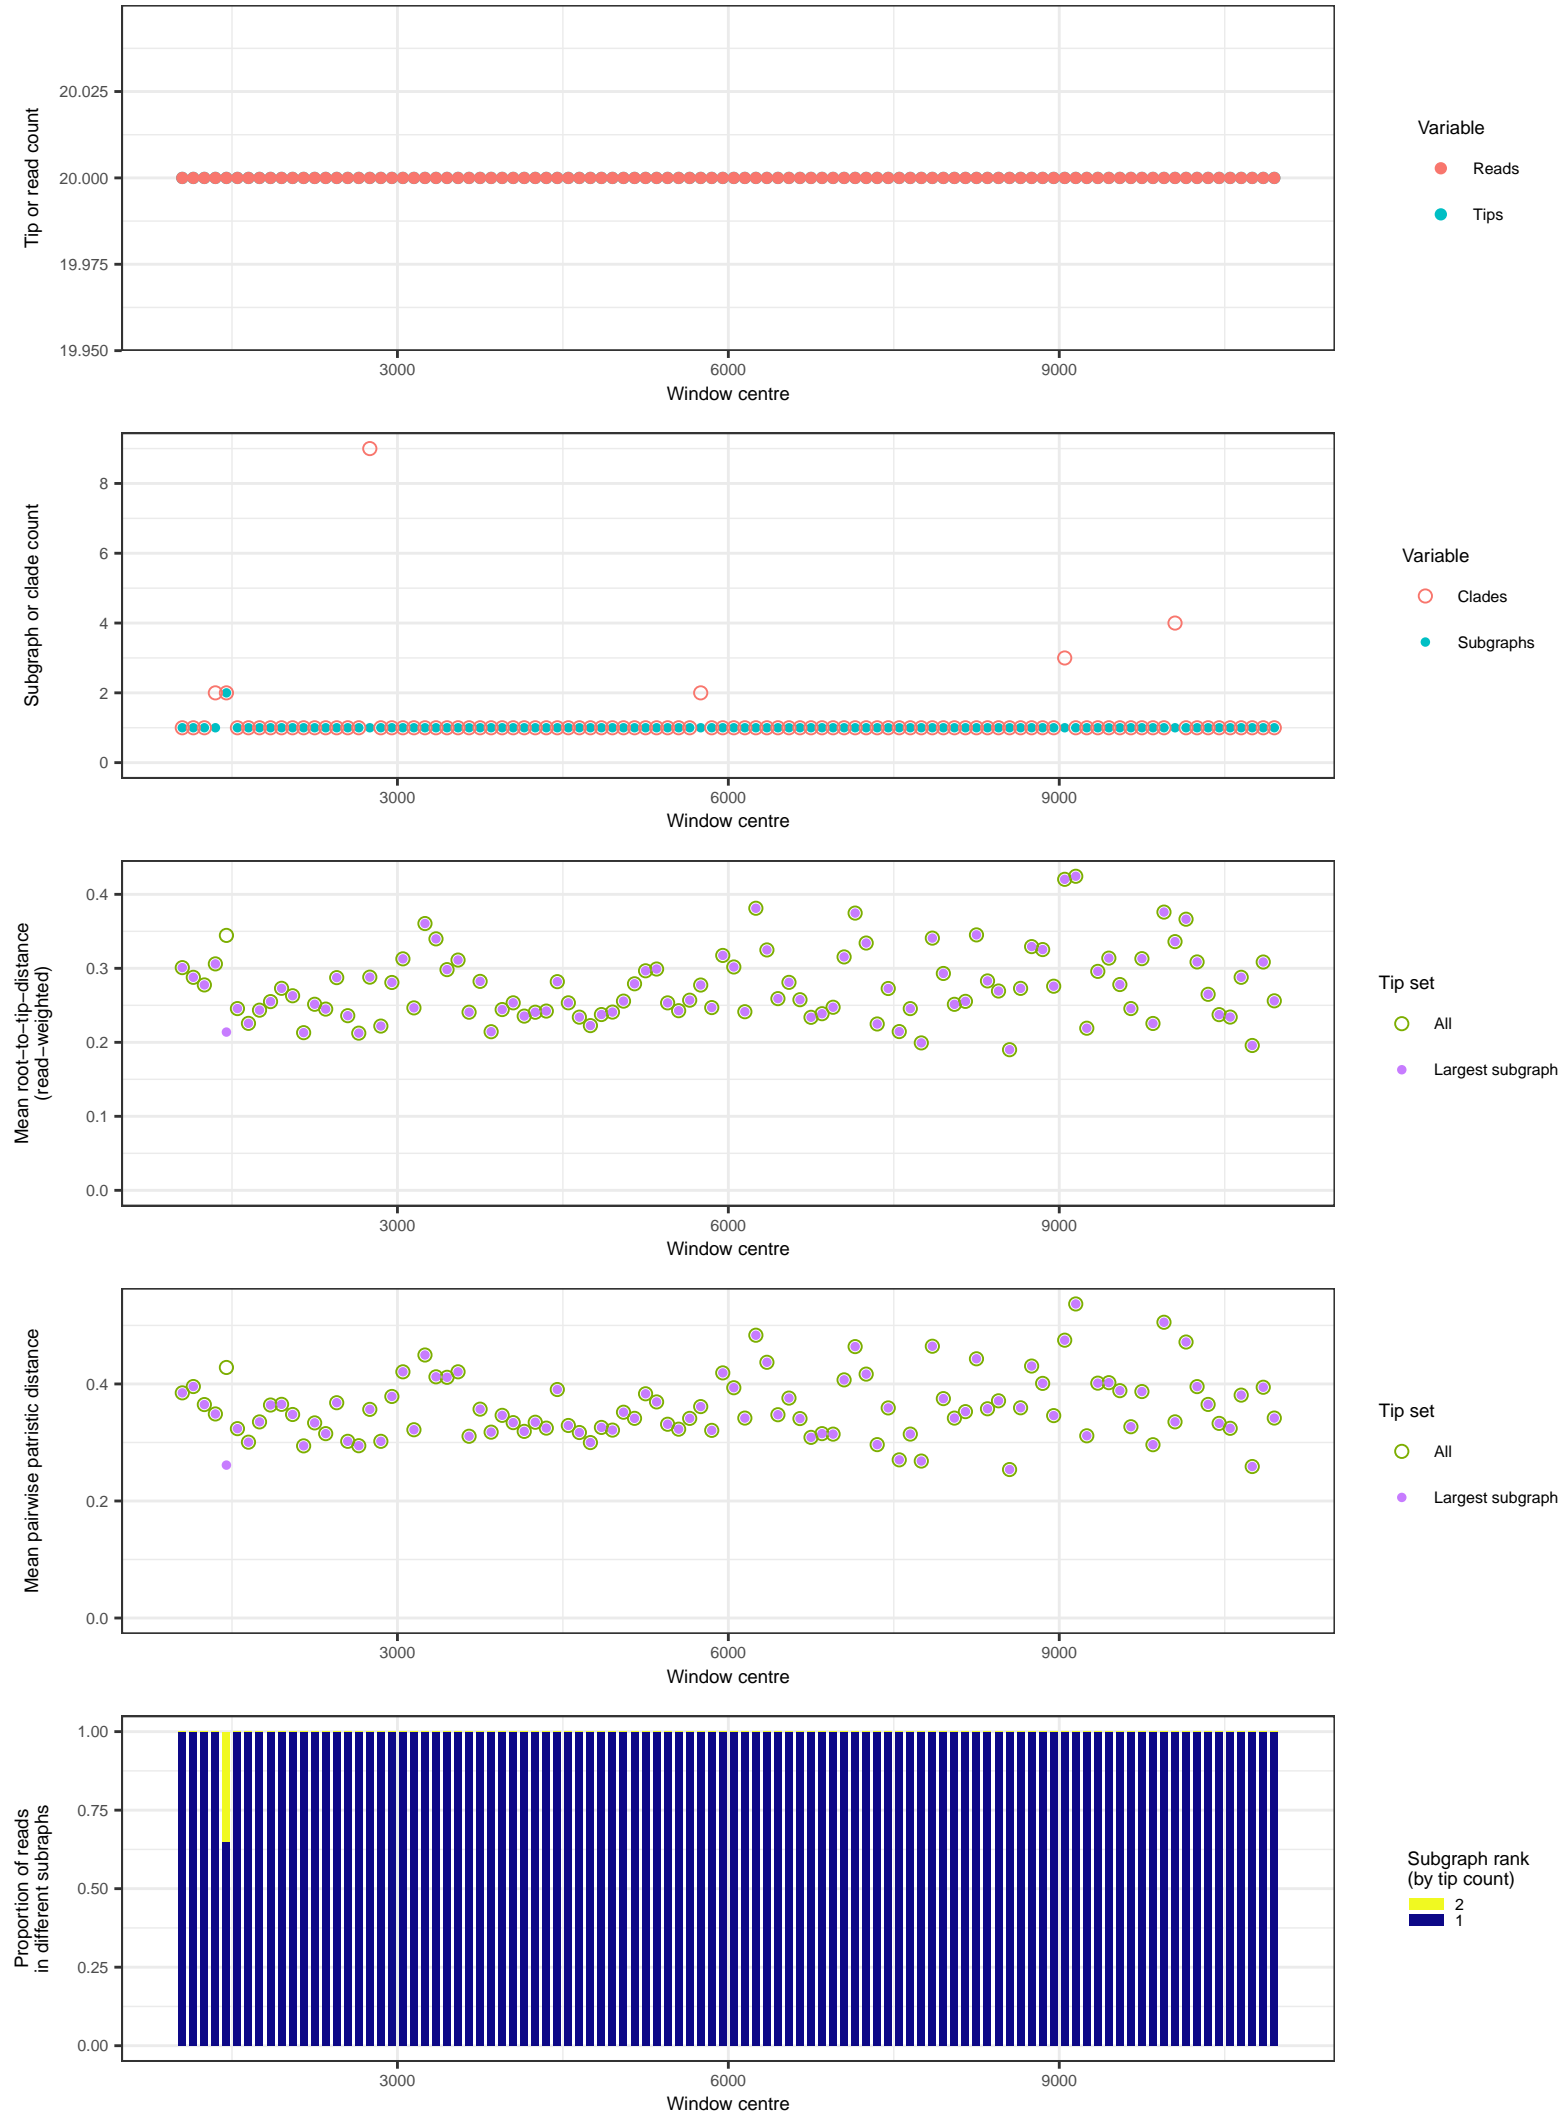 20.025
20.000
19.975
19.950
Tip or read count
3000
6000
9000
Window centre
Variable
Reads
Tips
8
6
4
2
0
Subgraph or clade count
3000
6000
9000
Window centre
Variable
Clades
Subgraphs
0.4
0.3
0.2
0.1
0.0
Mean root−to−tip−distance
(read−weighted)
3000
6000
9000
Window centre
Tip set
All
Largest subgraph
0.4
0.2
0.0
Mean pairwise patristic distance
3000
6000
9000
Window centre
Tip set
All
Largest subgraph
1.00
0.75
0.50
0.25
0.00
Proportion of reads
in different subraphs
3000
6000
9000
Window centre
Subgraph rank
(by tip count)
2
1